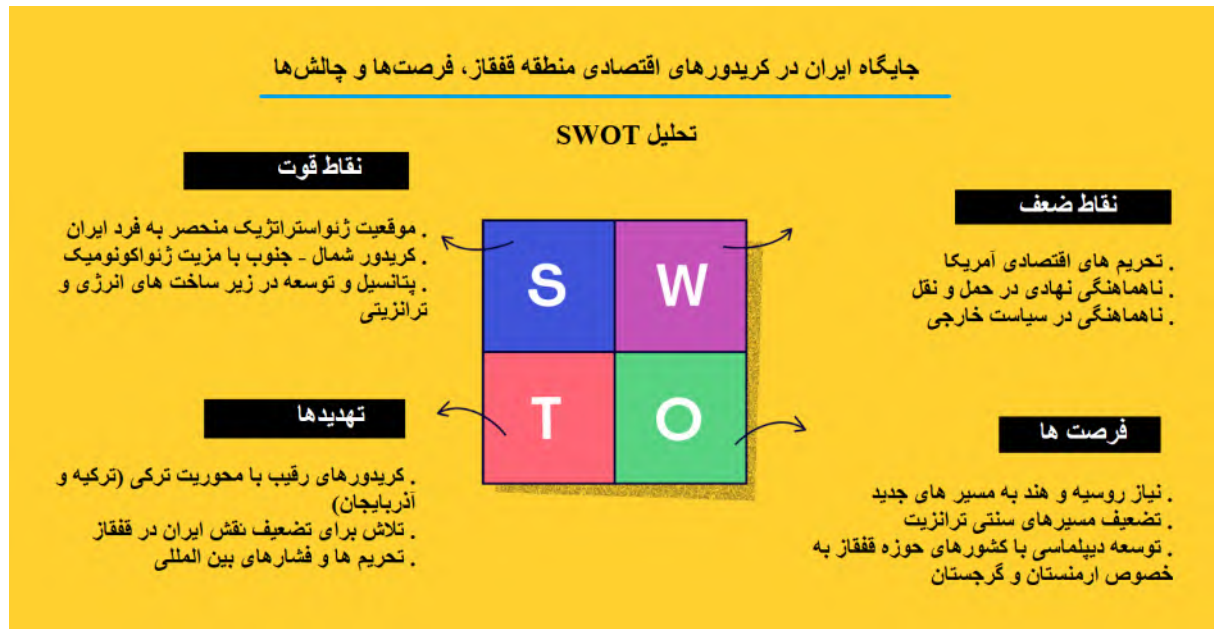 جایگاه ایران در کریدورهای اقتصادی منطقه قفقاز، فرصت‌ها و چالش‌ها
تحلیل SWOT
نقاط قوت
. موقعیت ژئواستراتژیک منحصر به فرد ایران
. کریدور شمال - جنوب با مزیت ژئواکونومیک
. پتانسیل و توسعه در زیر ساخت های انرژی و
ترانزیتی
نقاط ضعف
. تحریم های اقتصادی آمریکا
. ناهماهنگی نهادی در حمل و نقل
. ناهماهنگی در سیاست خارجی
S
W
T
O
تهدیدها
. کریدورهای رقیب با محوریت ترکی (ترکیه و
آذربایجان)
. تلاش برای تضعیف نقش ایران در قفقاز
. تحریم ها و فشارهای بین المللی
فرصت ها
. نیاز روسیه و هند به مسیر های جدید
. تضعیف مسیرهای سنتی ترانزیت
. توسعه دیپلماسی با کشورهای حوزه قفقاز به
خصوص ارمنستان و گرجستان